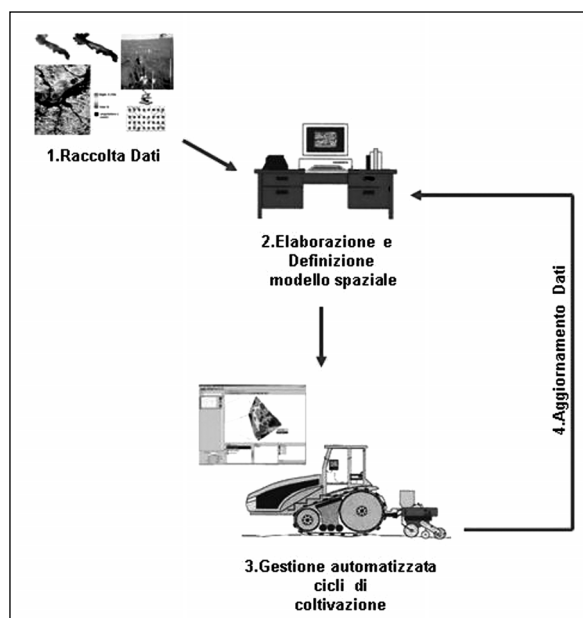 1.Raccolta Dati
2.Elaborazione e
Definizione
modello spaziale
4.Aggiornamento Dati
3.Gestione automatizzata
cicli di
coltivazione